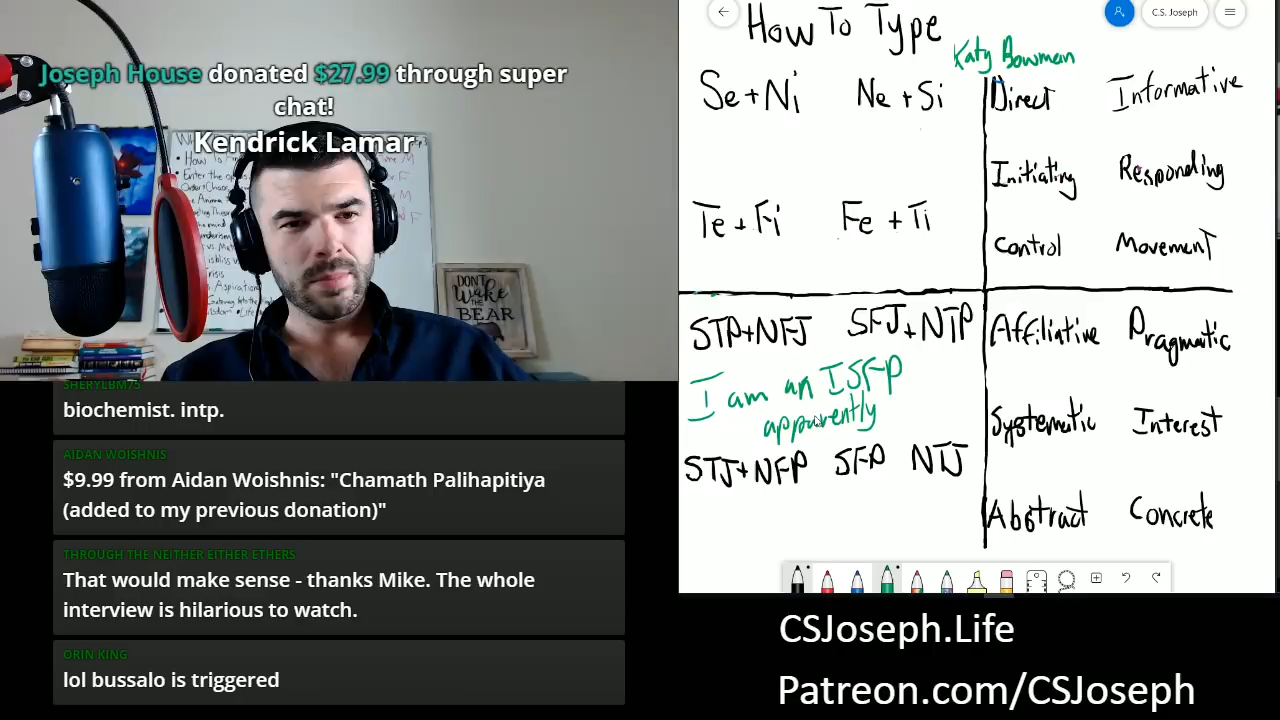 Joseph House donated $27.99 through super
chat!
Kendrick Lamar
DON'T
Wake
THE
BEAR
SHERYLBM75
biochemist. intp.
AIDAN WOISHNIS
$9.99 from Aidan Woishnis: "Chamath Palihapitiya
(added to my previous donation)"
THROUGH THE NEITHER EITHER ETHERS
That would make sense - thanks Mike. The whole
interview is hilarious to watch.
ORIN KING
lol bussalo is triggered
C.S. Joseph
How To Type
Katy Bowman
Se + Ni Ne + Si Direct Informative
Initiating Responding
Te + Fi Fe + Ti
Control Movement
STP+NFJ SFJ+NTP Affiliative Pragmatic
I am an ISFP
apparently
Systematic Interest
STJ+NFP SFP NTJ
Abstract Concrete
CSJoseph.Life
Patreon.com/CSJoseph